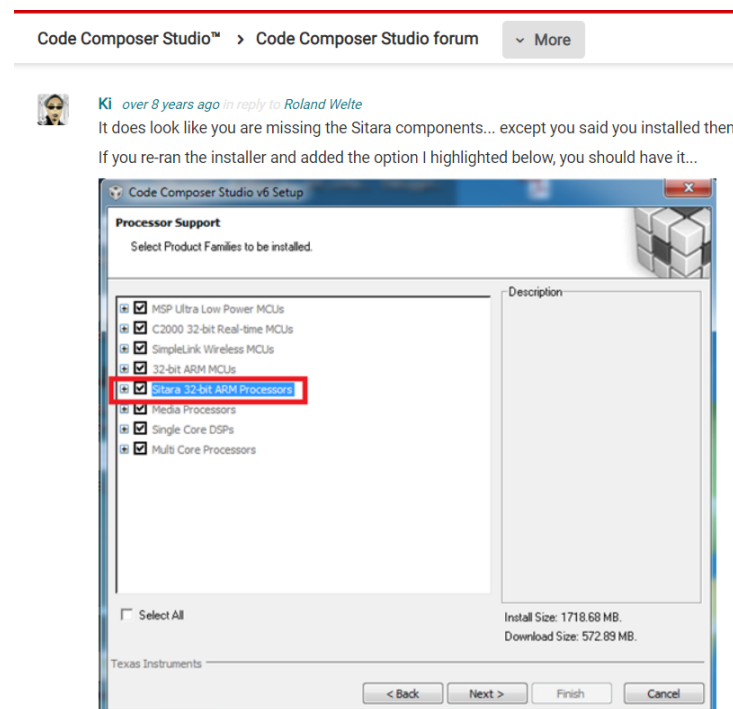 Code Composer Studio™ > Code Composer Studio forum
More
Ki over 8 years ago in reply to Roland Welte
It does look like you are missing the Sitara components... except you said you installed then
If you re-ran the installer and added the option I highlighted below, you should have it...
Code Composer Studio v6 Setup
Processor Support
Select Product Families to be installed.
Description
MSP Ultra Low Power MCUs
C2000 32-bit Real-time MCUs
SimpleLink Wireless MCUs
32-bit ARM MCUs
Sitara 32-bit ARM Processors
Media Processors
Single Core DSPs
Multi Core Processors
Select All
Install Size: 1718.68 MB.
Download Size: 572.89 MB.
Texas Instruments
< Back Next > Finish Cancel